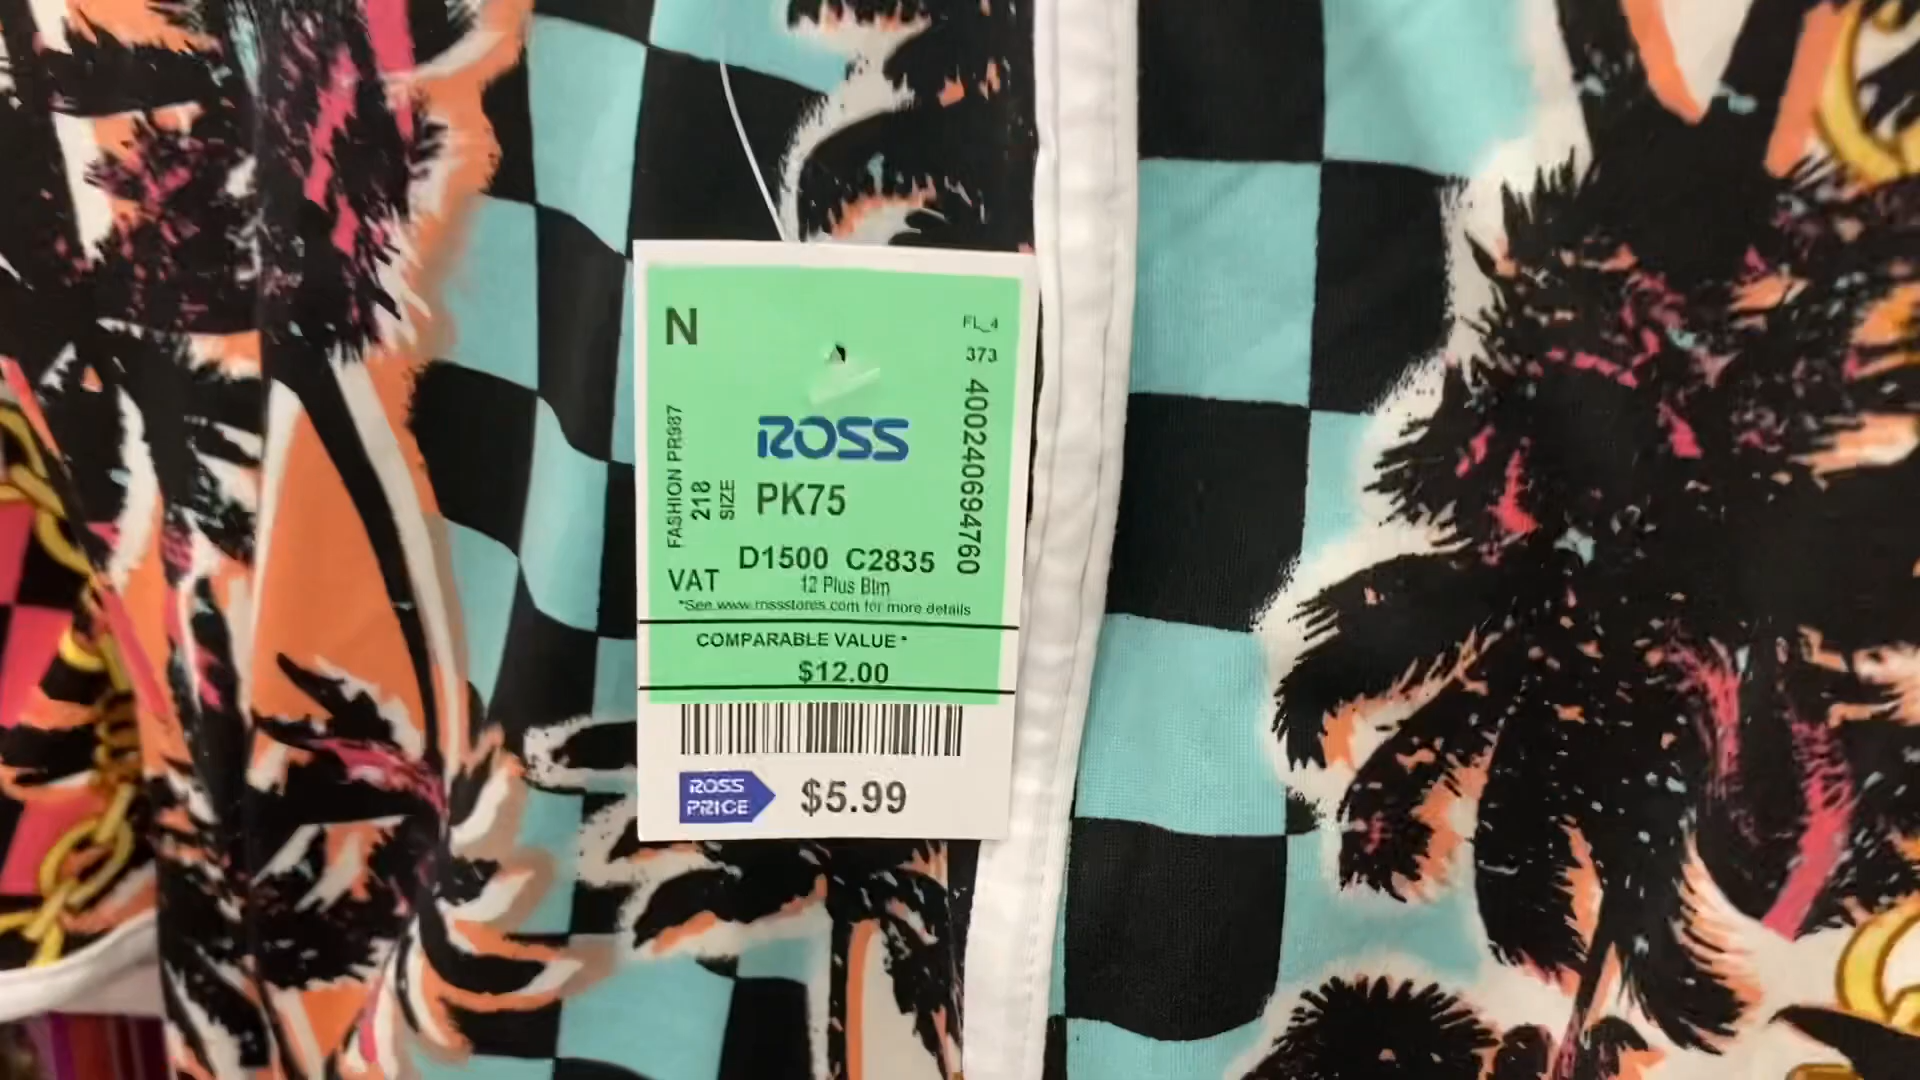 N
FL_4
373
400240694760
FASHION PR987
218
SIZE
ROSS
PK75
D1500 C2835
VAT
12 Plus Blm
*See www.rossstores.com for more details
COMPARABLE VALUE*
$12.00
ROSS
PRICE
$5.99